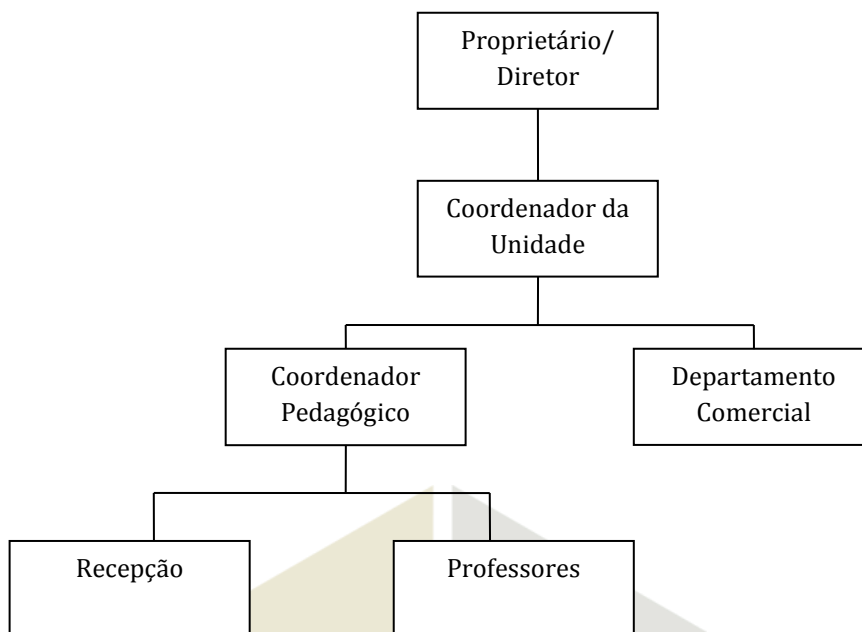 Proprietário/
Diretor
Coordenador da
Unidade
Coordenador
Pedagógico
Departamento
Comercial
Recepção
Professores